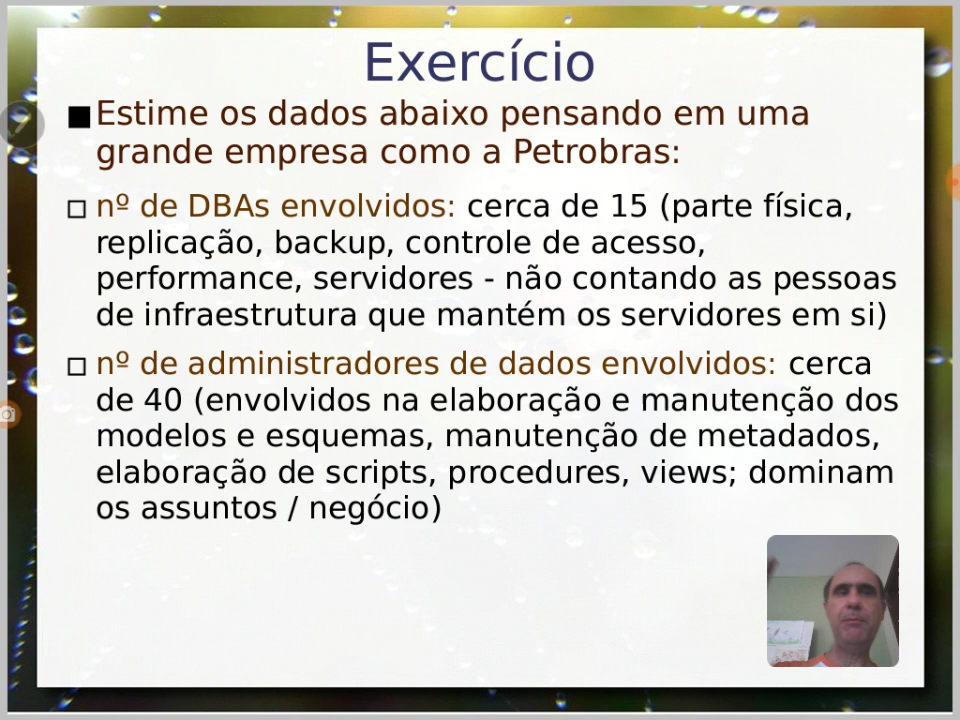 Exercício
Estime os dados abaixo pensando em uma
grande empresa como a Petrobras:
nº de DBAs envolvidos: cerca de 15 (parte física,
replicação, backup, controle de acesso,
performance, servidores - não contando as pessoas
de infraestrutura que mantém os servidores em si)
nº de administradores de dados envolvidos: cerca
de 40 (envolvidos na elaboração e manutenção dos
modelos e esquemas, manutenção de metadados,
elaboração de scripts, procedures, views; dominam
os assuntos / negócio)